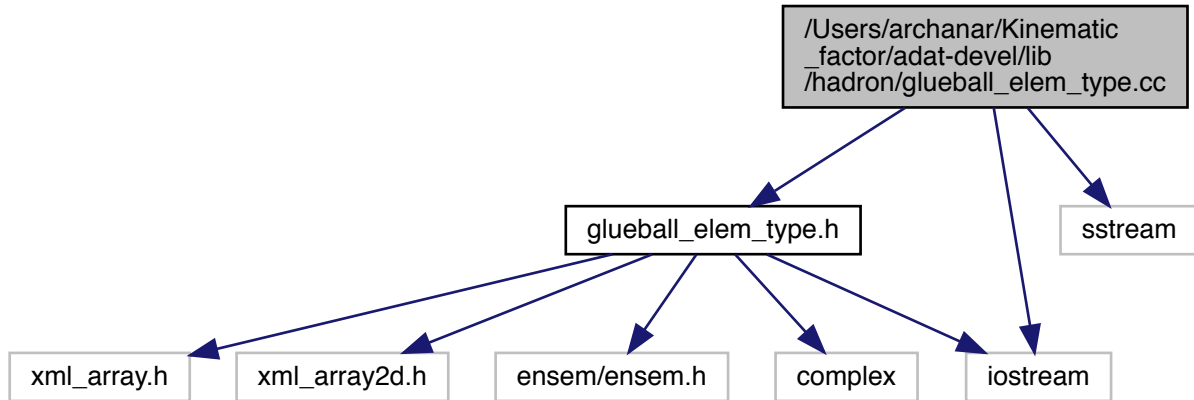 /Users/archanar/Kinematic
_factor/adat-devel/lib
/hadron/glueball_elem_type.cc
glueball_elem_type.h
sstream
xml_array.h
xml_array2d.h
ensem/ensem.h
complex
iostream